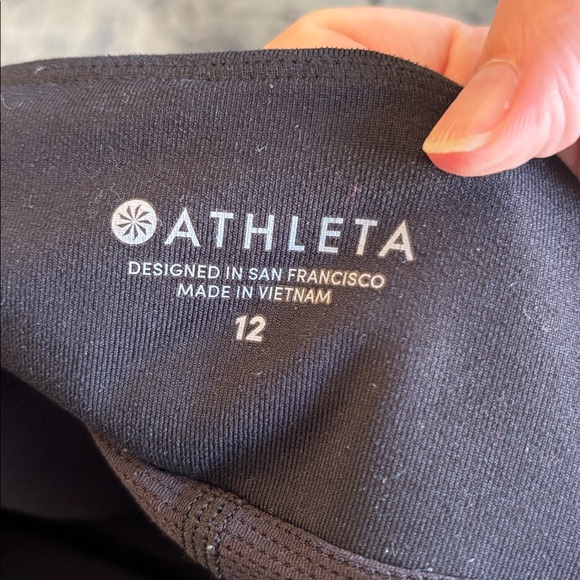 ATHLETA
DESIGNED IN SAN FRANCISCO
MADE IN VIETNAM
12